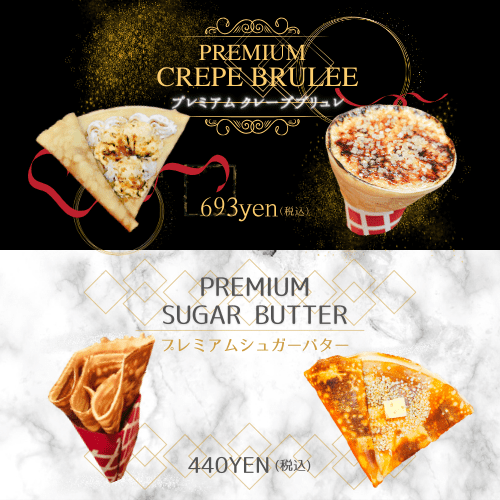 PREMIUM
CREPE BRULEE
プレミアム クレープブリュレ
693yen(税込)
PREMIUM
SUGAR BUTTER
プレミアムシュガーバター
440YEN(税込)